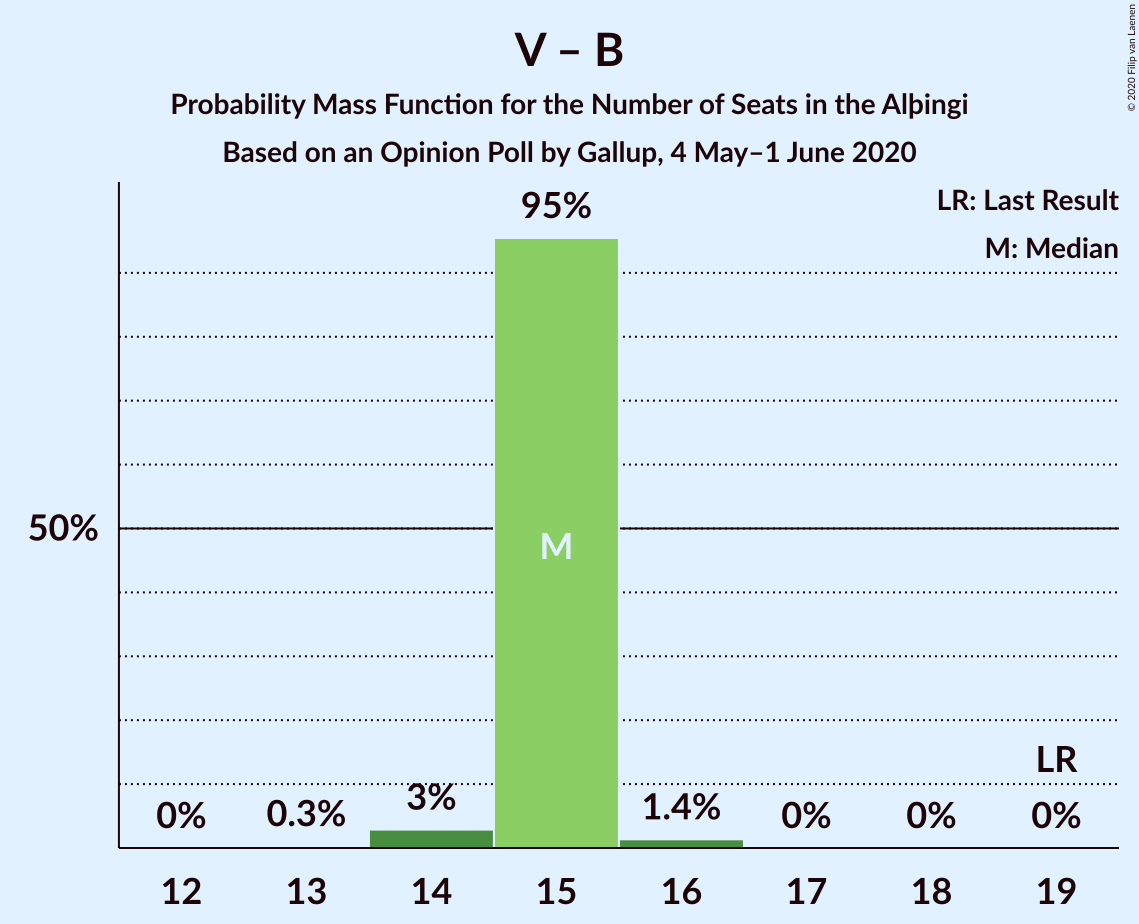 V – B
Probability Mass Function for the Number of Seats in the Alþingi
Based on an Opinion Poll by Gallup, 4 May–1 June 2020
© 2020 Filip van Laenen
LR: Last Result
M: Median
95%
50%
M
LR
0%
0.3%
3%
1.4%
0%
0%
0%
12
13
14
15
16
17
18
19